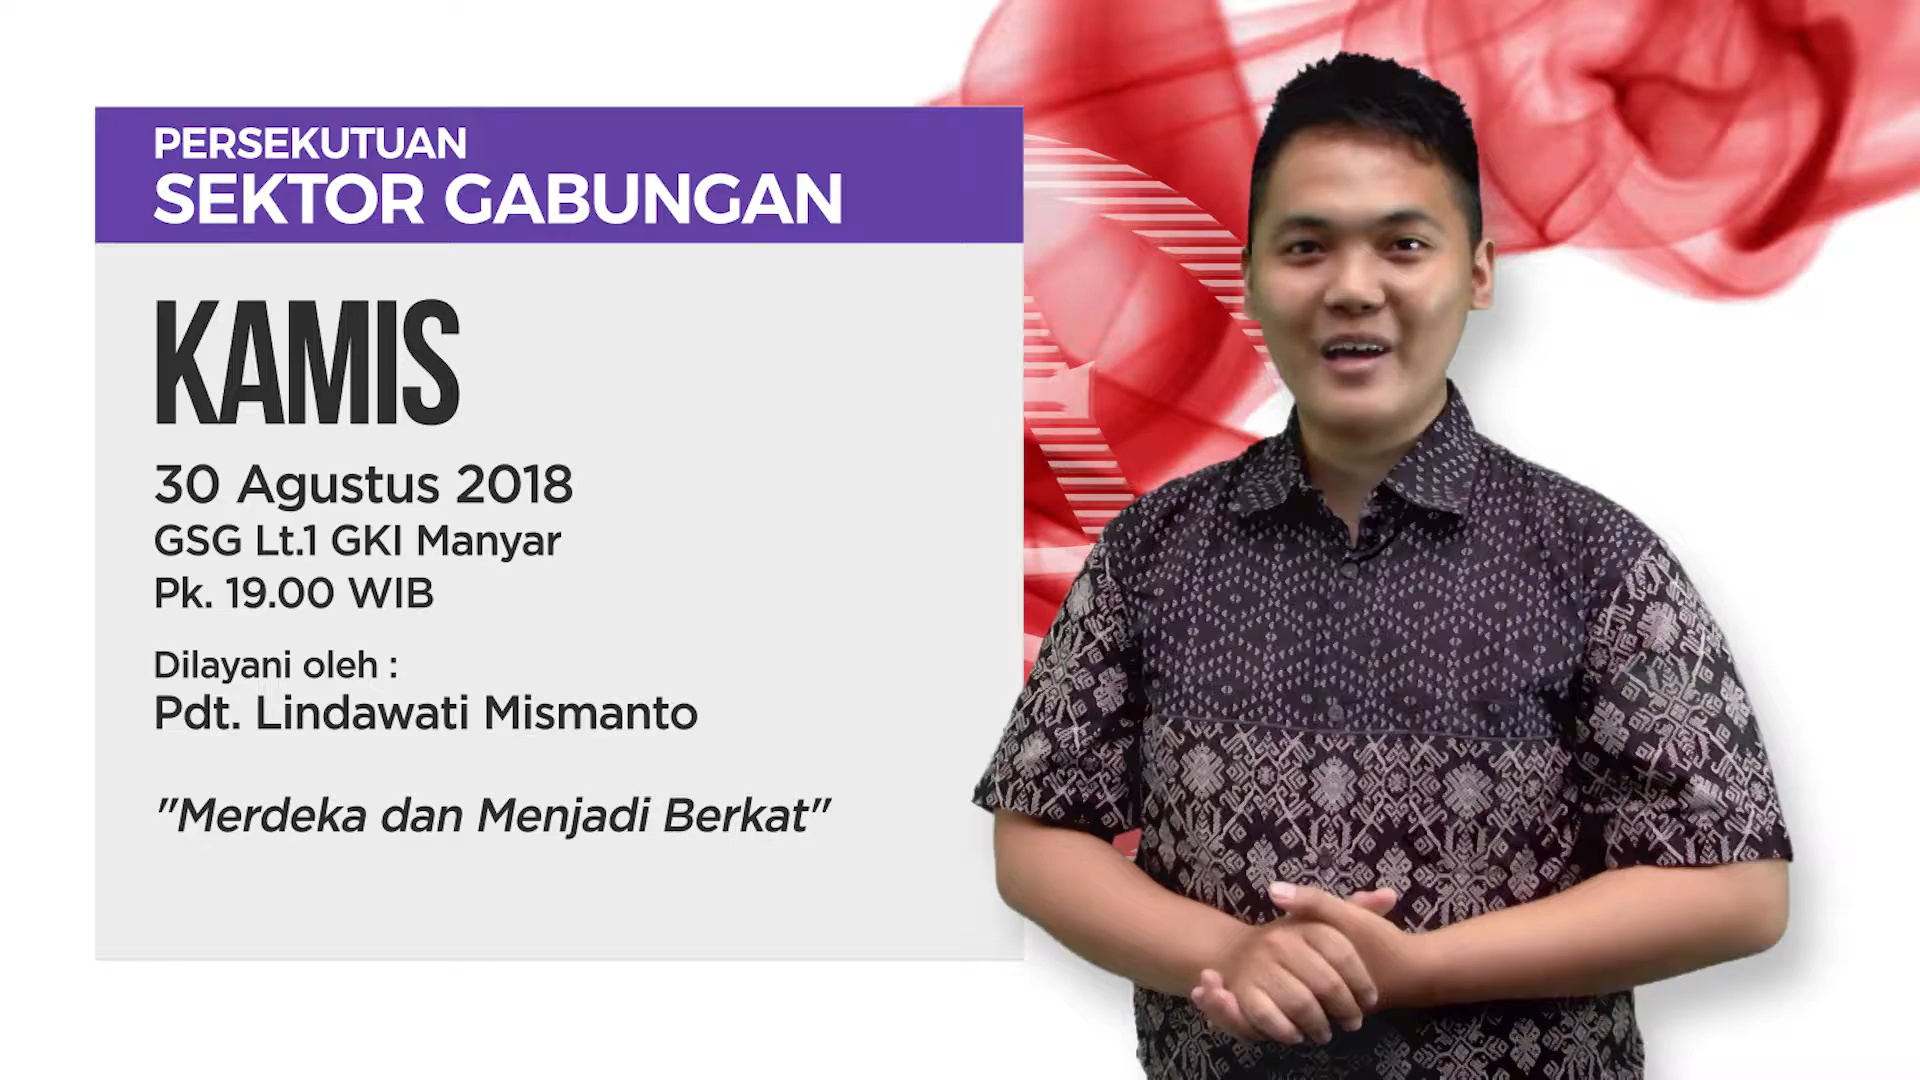 PERSEKUTUAN
SEKTOR GABUNGAN
KAMIS
30 Agustus 2018
GSG Lt.1 GKI Manyar
Pk. 19.00 WIB
Dilayani oleh :
Pdt. Lindawati Mismanto
"Merdeka dan Menjadi Berkat"